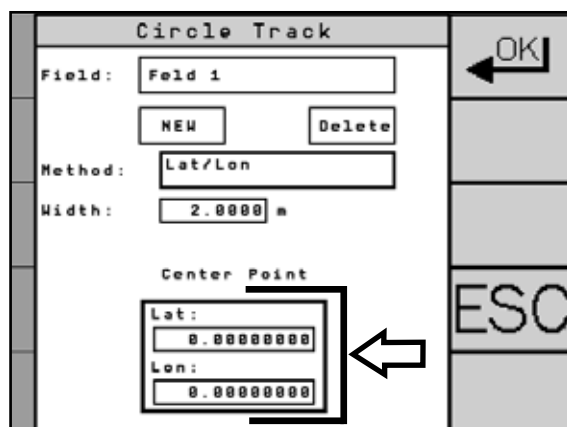 Circle Track
OK
Field: Feld 1
NEW Delete
Method: Lat/Lon
Width: 2.0000 m
Center Point
Lat:
0.00000000
Lon:
0.00000000
ESC